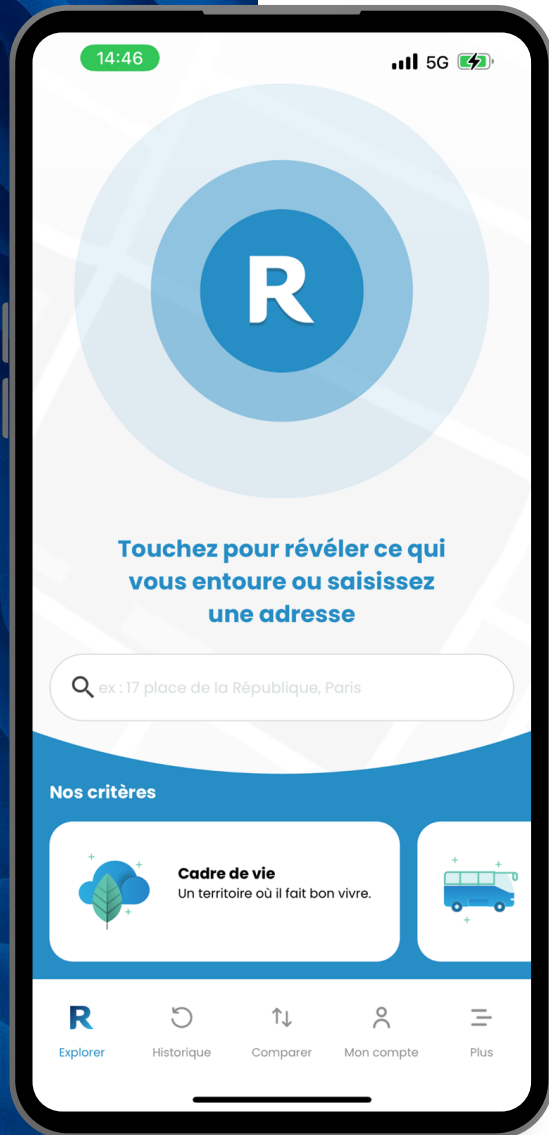 14:46
5G
R
Touchez pour révéler ce qui
vous entoure ou saisissez
une adresse
ex : 17 place de la République, Paris
Nos critères
Cadre de vie
Un territoire où il fait bon vivre.
R
Explorer
Historique
Comparer
Mon compte
Plus